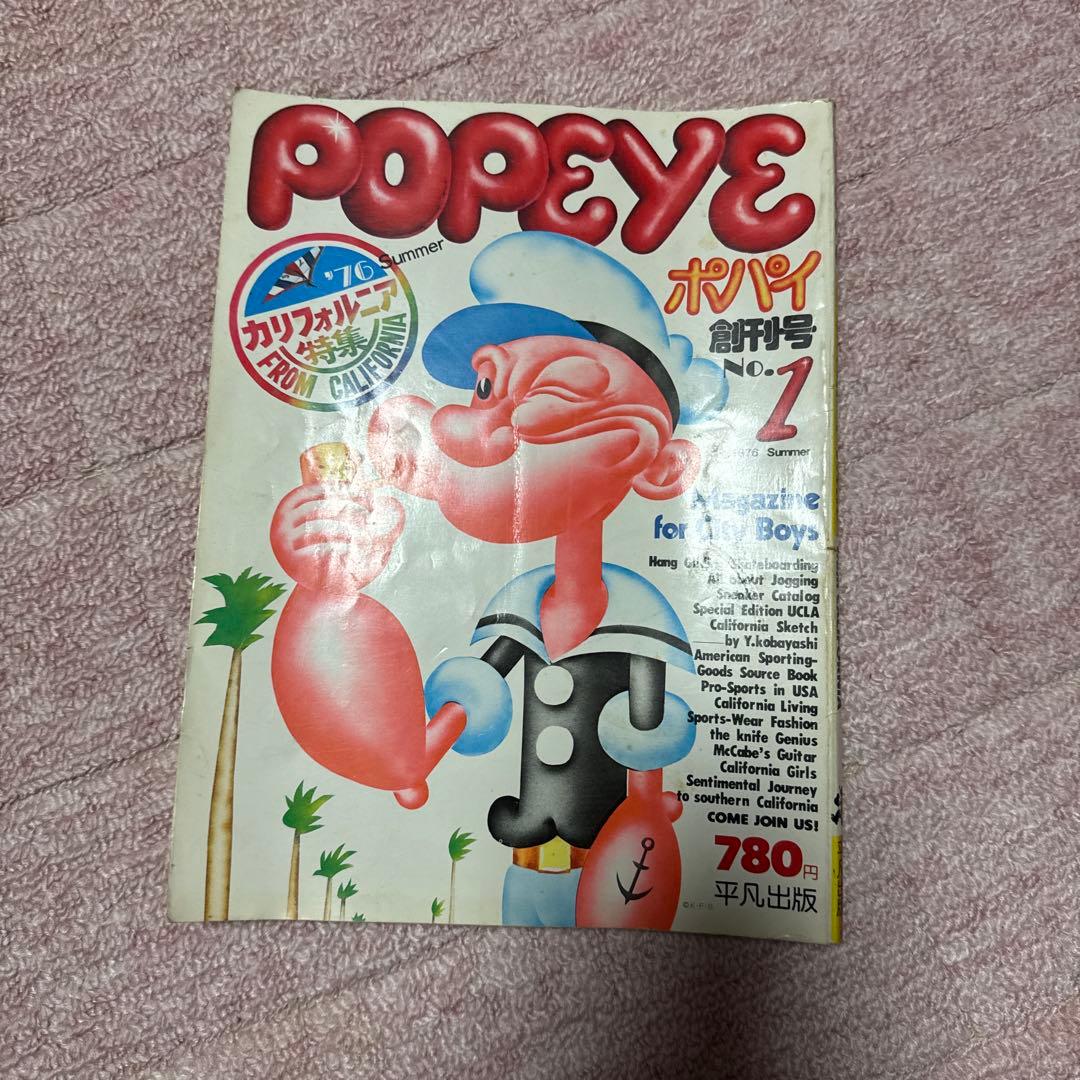 POPEYE
'76 Summer
カリフォルニア
特集
FROM CALIFORNIA
ポパイ
創刊号
No.1
1976 Summer
Magazine
for City Boys
Hang Skateboarding
All about Jogging
Sneaker Catalog
Special Edition UCLA
California Sketch
by Y.kobayashi
American Sporting-
Goods Source Book
Pro-Sports in USA
California Living
Sports-Wear Fashion
the knife Genius
McCabe's Guitar
California Girls
Sentimental Journey
to southern California
COME JOIN US!
780円
平凡出版
©K·F·S